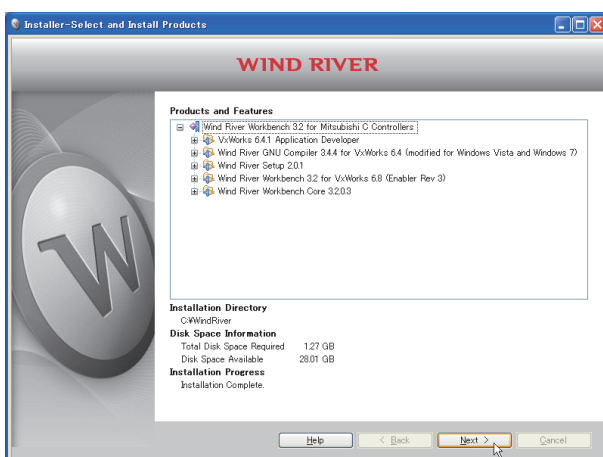 Installer-Select and Install Products
WIND RIVER
Products and Features
Wind River Workbench 3.2 for Mitsubishi C Controllers
VxWorks 6.4.1 Application Developer
Wind River GNU Compiler 3.4.4 for VxWorks 6.4 (modified for Windows Vista and Windows 7)
Wind River Setup 2.0.1
Wind River Workbench 3.2 for VxWorks 6.8 (Enabler Rev 3)
Wind River Workbench Core 3.2.0.3
W
Installation Directory
C:¥WindRiver
Disk Space Information
Total Disk Space Required 1.27 GB
Disk Space Available 28.01 GB
Installation Progress
Installation Complete.
Help < Back Next > Cancel